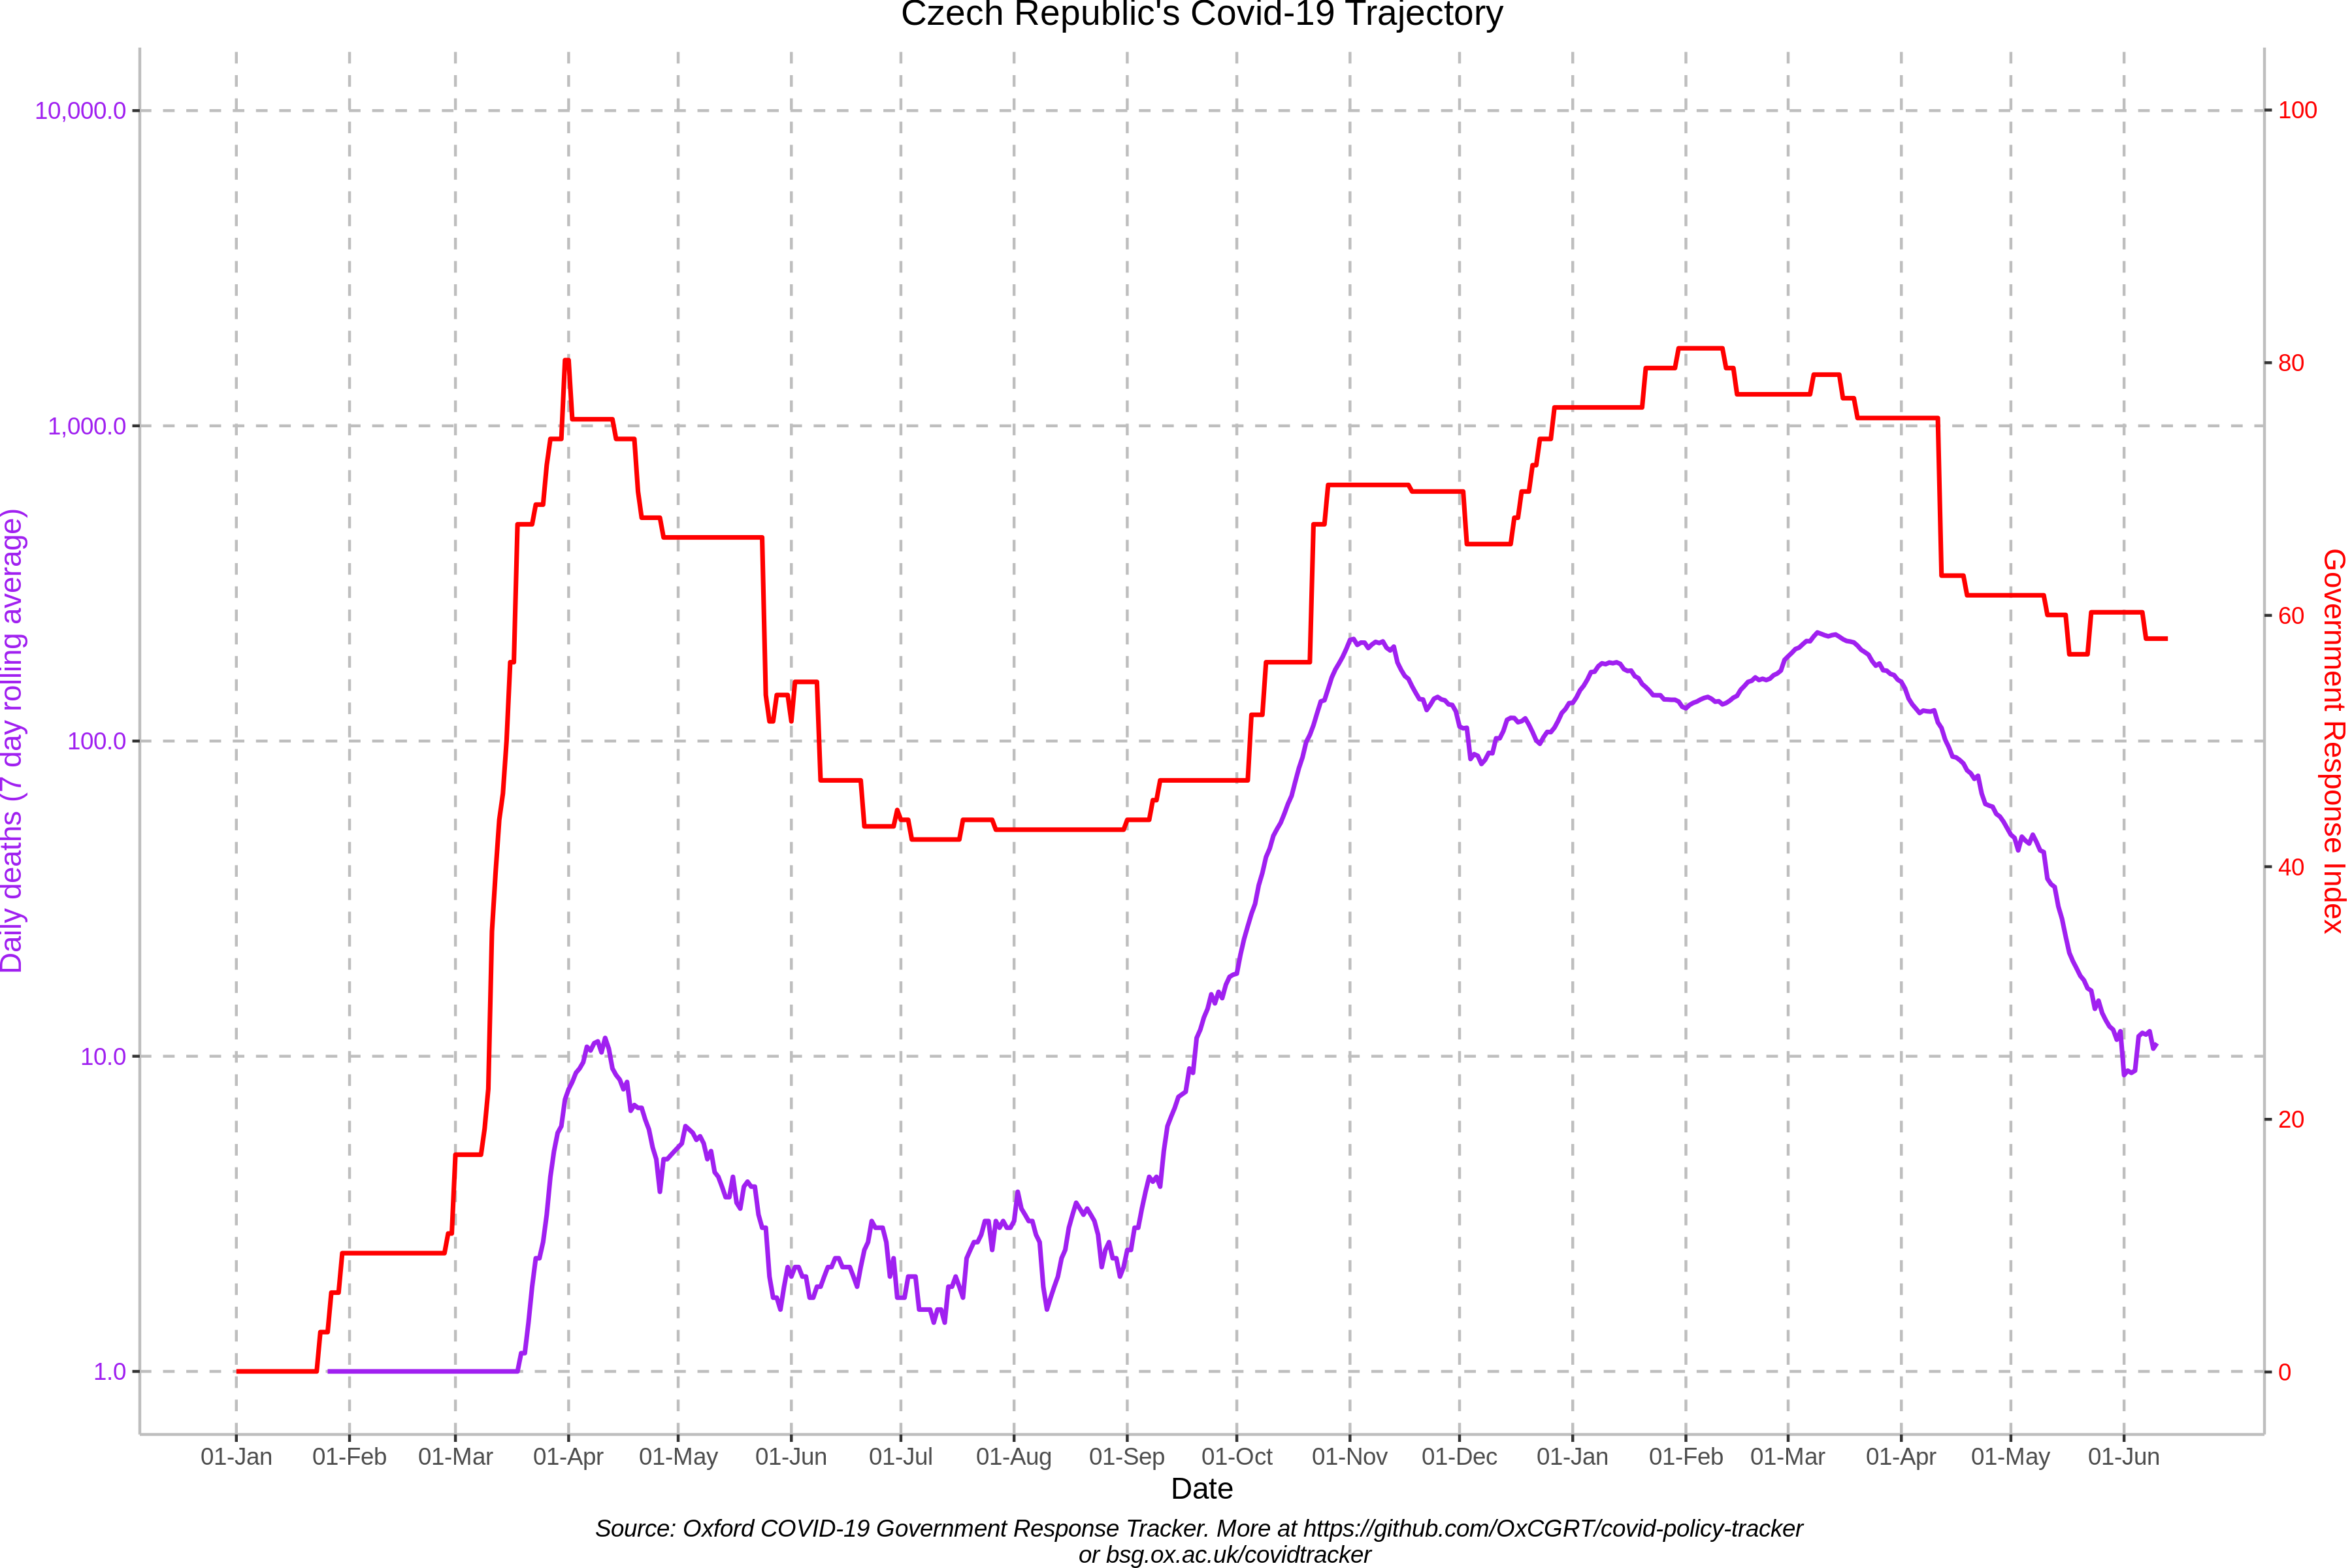 Czech Republic's Covid-19 Trajectory
Daily deaths (7 day rolling average)
10,000.0
1,000.0
100.0
10.0
1.0
100
80
60
40
20
0
Government Response Index
01-Jan 01-Feb 01-Mar 01-Apr 01-May 01-Jun 01-Jul 01-Aug 01-Sep 01-Oct 01-Nov 01-Dec 01-Jan 01-Feb 01-Mar 01-Apr 01-May 01-Jun
Date
Source: Oxford COVID-19 Government Response Tracker. More at https://github.com/OxCGRT/covid-policy-tracker
or bsg.ox.ac.uk/covidtracker